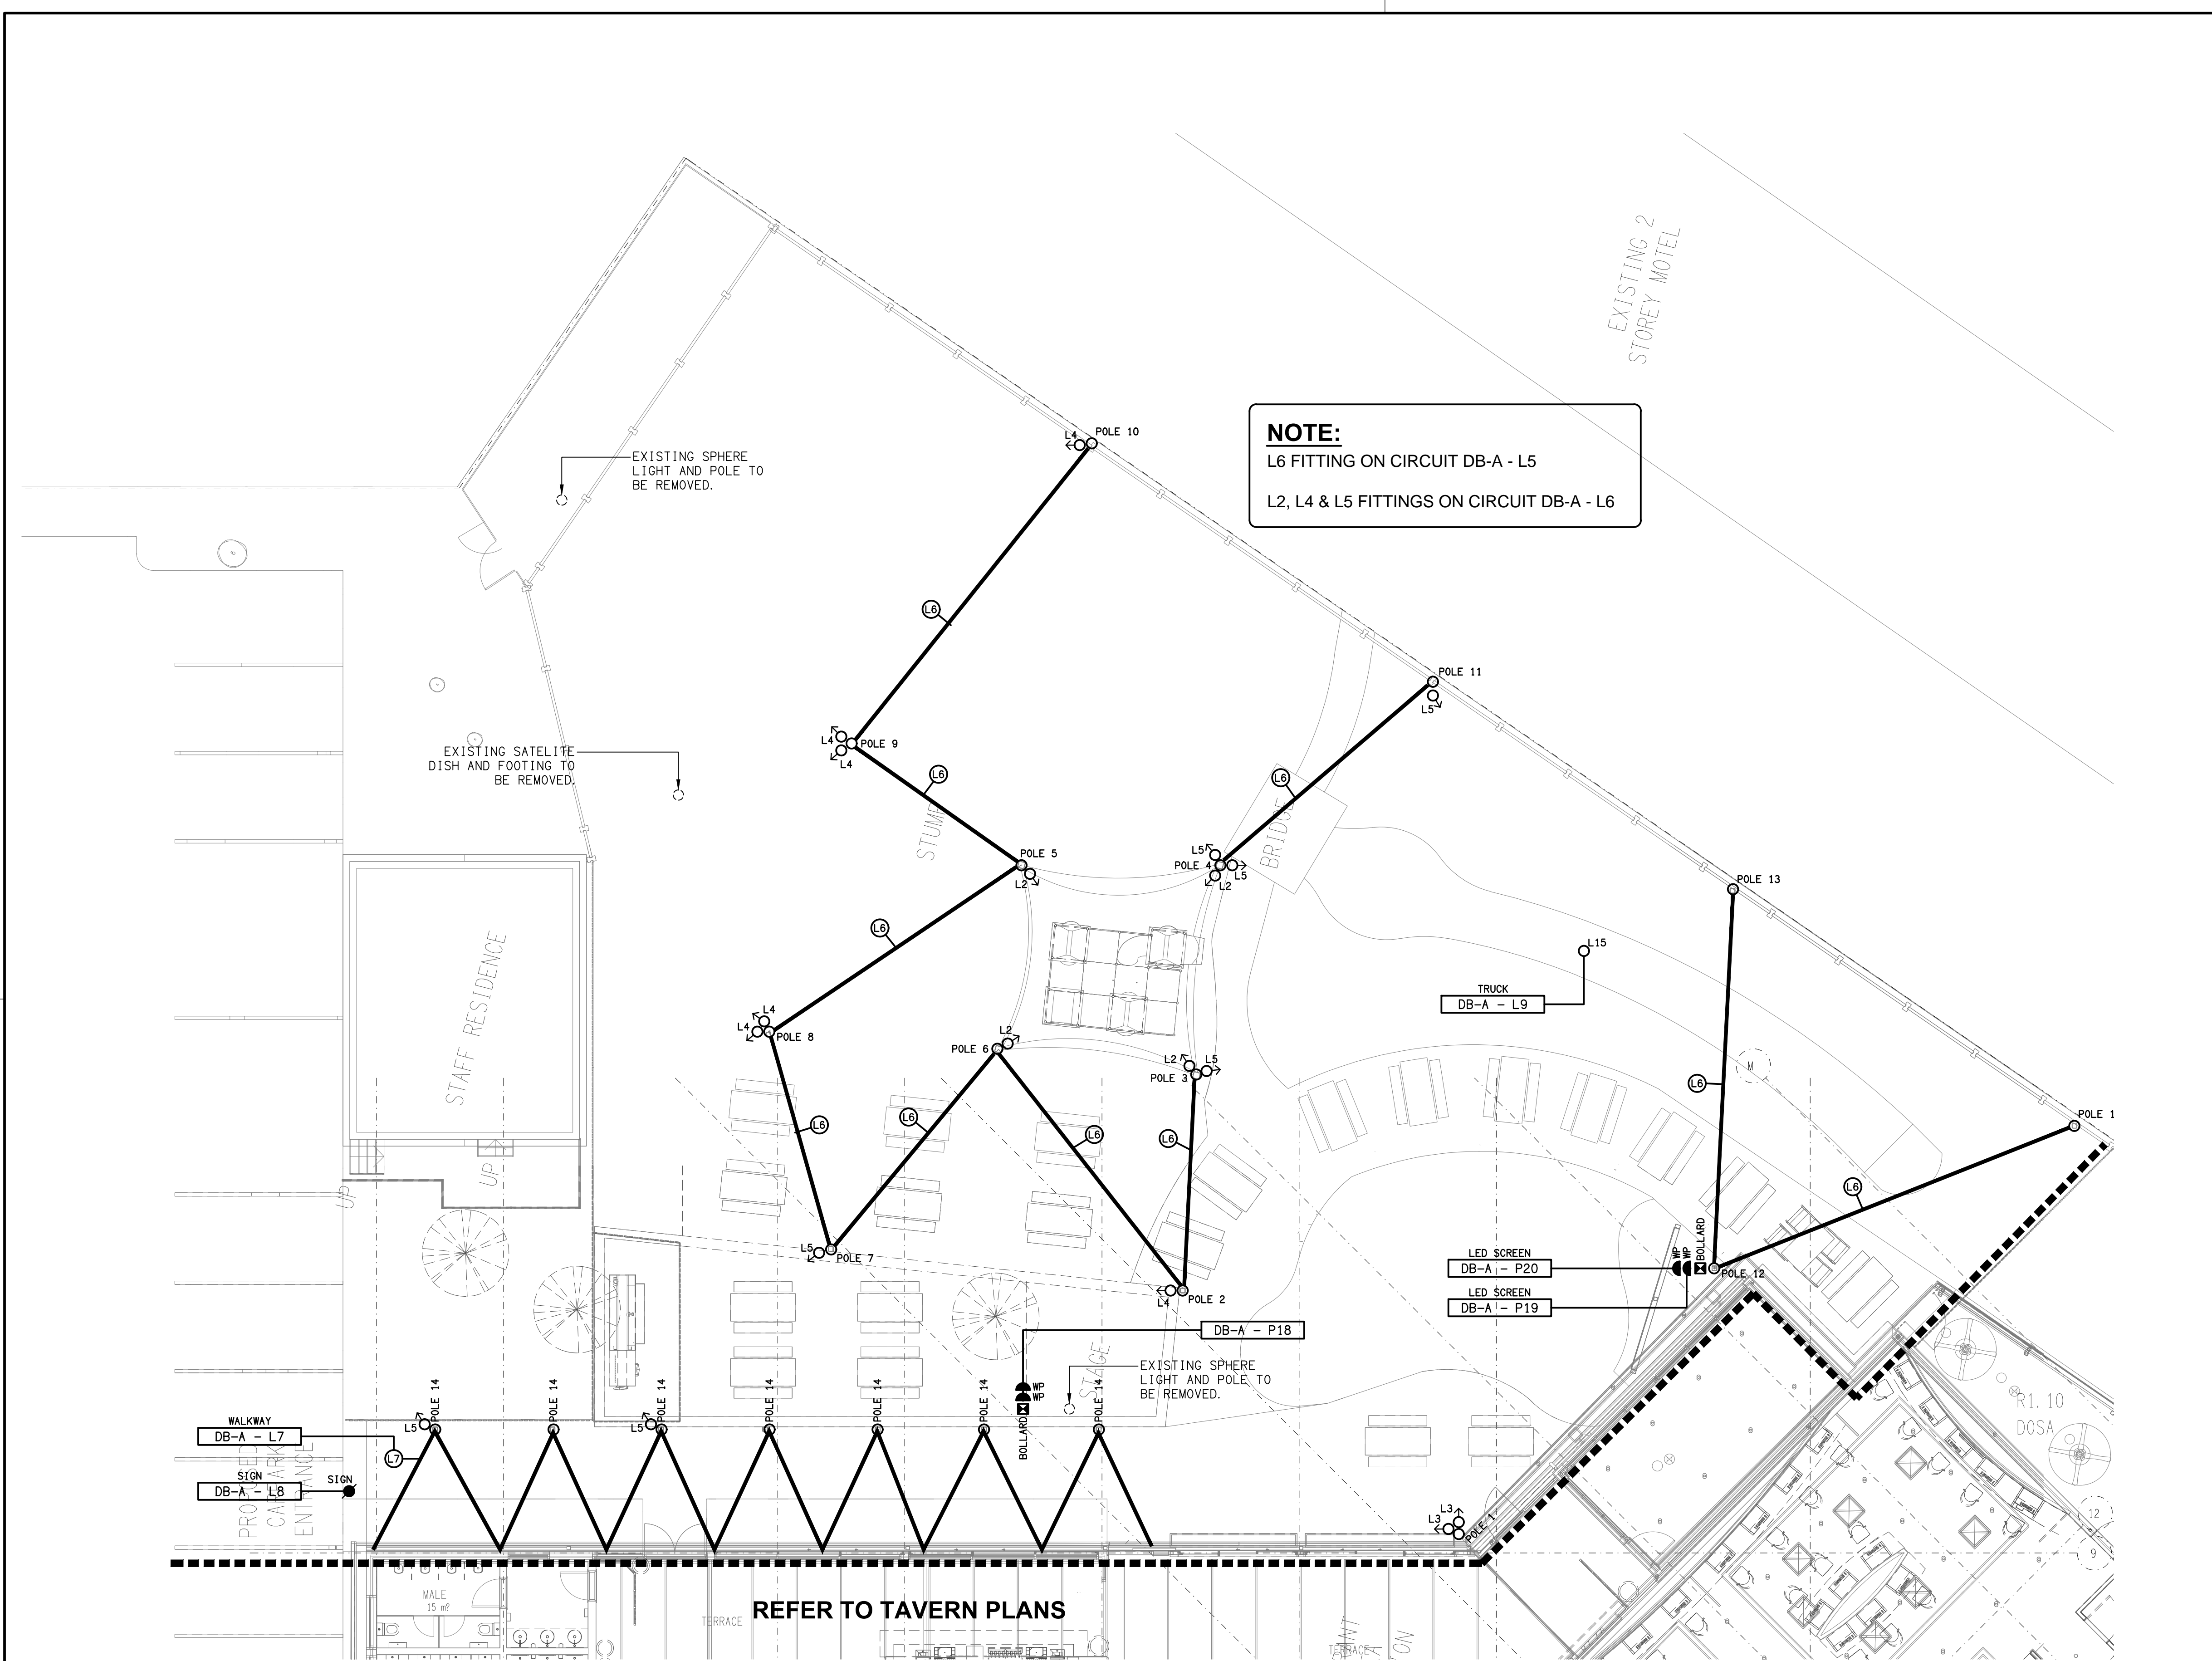 EXISTING 2
STOREY MOTEL
NOTE:
L6 FITTING ON CIRCUIT DB-A - L5
L2, L4 & L5 FITTINGS ON CIRCUIT DB-A - L6
L4
POLE 10
EXISTING SPHERE
LIGHT AND POLE TO
BE REMOVED.
L6
POLE 11
L5
L4
POLE 9
L4
EXISTING SATELITE
DISH AND FOOTING TO
BE REMOVED.
L6
L6
STUMP
BRIDGE
POLE 5
L2
L5
POLE 4
L5
L2
POLE 13
L6
L15
TRUCK
DB-A - L9
STAFF RESIDENCE
L4
L4
POLE 8
L2
POLE 6
L2
L5
POLE 3
M
L6
POLE 1
L6
L6
L6
L6
UP
UP
L6
BOLLARD
WP
WP
L5
POLE 7
LED SCREEN
DB-A - P20
POLE 12
L4
POLE 2
LED SCREEN
DB-A - P19
DB-A - P18
STAGE
EXISTING SPHERE
LIGHT AND POLE TO
BE REMOVED.
WP
WP
BOLLARD
POLE 14
POLE 14
POLE 14
POLE 14
POLE 14
POLE 14
POLE 14
L5
L5
R1.10
DOSA
WALKWAY
DB-A - L7
L7
SIGN
DB-A - L8
SIGN
PROPOSED
CARPARK
ENTRANCE
L3
L3
POLE 1
12
9
MALE
15 m²
TERRACE
REFER TO TAVERN PLANS
TERRACE